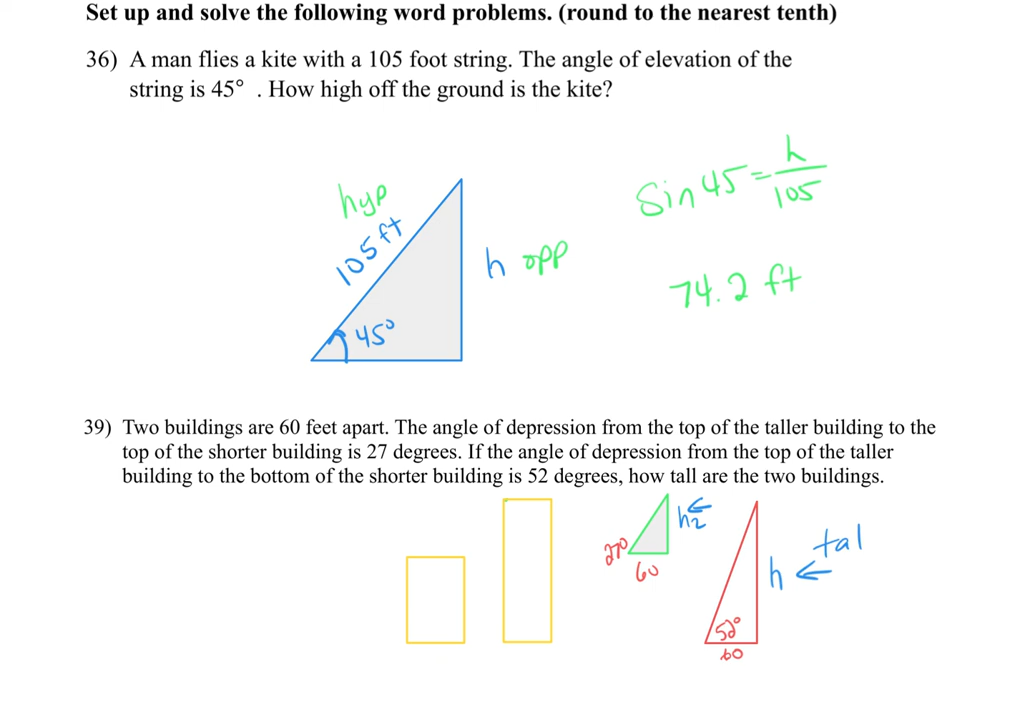 Set up and solve the following word problems. (round to the nearest tenth)
36) A man flies a kite with a 105 foot string. The angle of elevation of the
string is 45° . How high off the ground is the kite?
hyp
105 ft
h opp
45°
Sin 45 = h/105
74.2 ft
39) Two buildings are 60 feet apart. The angle of depression from the top of the taller building to the
top of the shorter building is 27 degrees. If the angle of depression from the top of the taller
building to the bottom of the shorter building is 52 degrees, how tall are the two buildings.
27°
60
h2 ←
52°
60
h ← tal